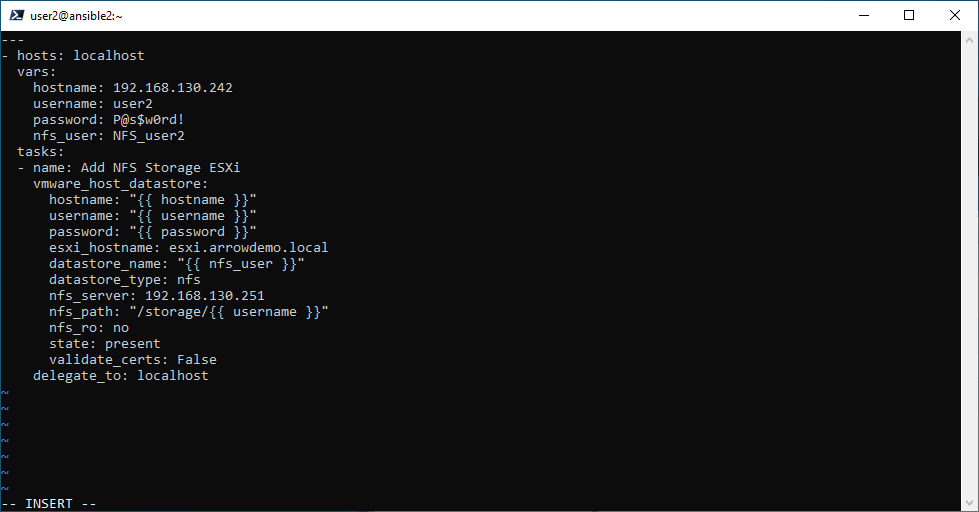 user2@ansible2:~
---
- hosts: localhost
  vars:
    hostname: 192.168.130.242
    username: user2
    password: P@s$w0rd!
    nfs_user: NFS_user2
  tasks:
  - name: Add NFS Storage ESXi
    vmware_host_datastore:
      hostname: "{{ hostname }}"
      username: "{{ username }}"
      password: "{{ password }}"
      esxi_hostname: esxi.arrowdemo.local
      datastore_name: "{{ nfs_user }}"
      datastore_type: nfs
      nfs_server: 192.168.130.251
      nfs_path: "/storage/{{ username }}"
      nfs_ro: no
      state: present
      validate_certs: False
    delegate_to: localhost
~
~
~
~
~
~
~
-- INSERT --